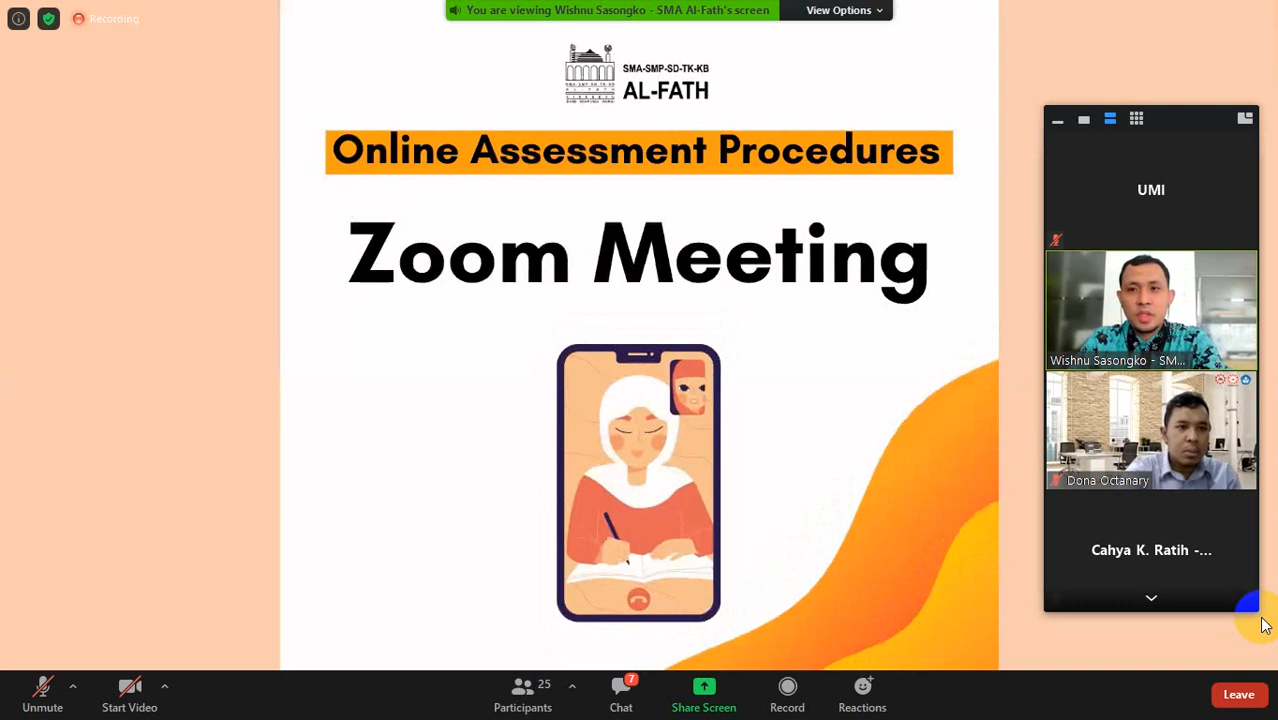 Recording
You are viewing Wishnu Sasongko - SMA Al-Fath's screen
View Options
SMA-SMP-SD-TK-KB
AL-FATH
Online Assessment Procedures
Zoom Meeting
UMI
Wishnu Sasongko - SM...
Dona Octanary
Cahya K. Ratih -...
Unmute
Start Video
25
Participants
7
Chat
Share Screen
Record
Reactions
Leave